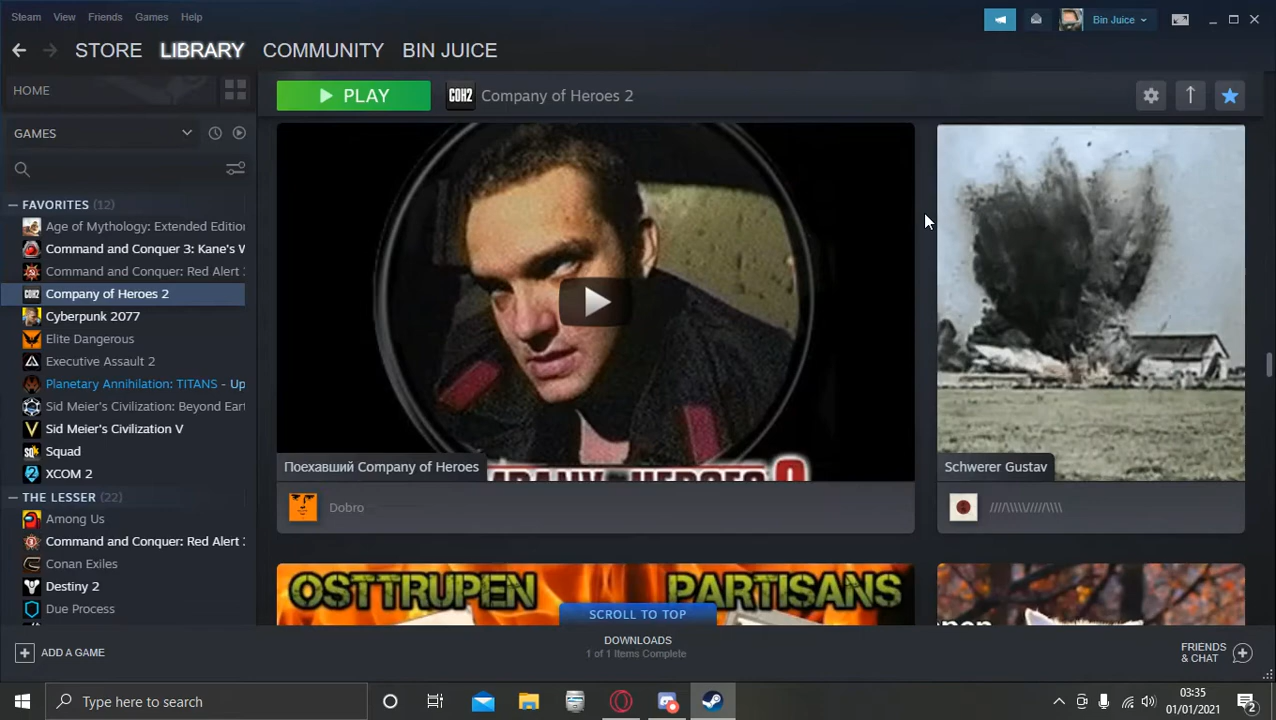 Steam View Friends Games Help
Bin Juice
STORE LIBRARY COMMUNITY BIN JUICE
HOME
PLAY
COH2
Company of Heroes 2
GAMES
FAVORITES (12)
Age of Mythology: Extended Edition
Command and Conquer 3: Kane's W
Command and Conquer: Red Alert
COH2
Company of Heroes 2
Cyberpunk 2077
Elite Dangerous
Executive Assault 2
Planetary Annihilation: TITANS - Up
Sid Meier's Civilization: Beyond Eart
Sid Meier's Civilization V
Squad
XCOM 2
THE LESSER (22)
Among Us
Command and Conquer: Red Alert
Conan Exiles
Destiny 2
Due Process
Поехавший Company of Heroes
Dobro
Schwerer Gustav
////\\\\\////\\\\
OSTTRUPEN PARTISANS
SCROLL TO TOP
ADD A GAME
DOWNLOADS
1 of 1 Items Complete
FRIENDS
& CHAT
Type here to search
03:35
01/01/2021
2